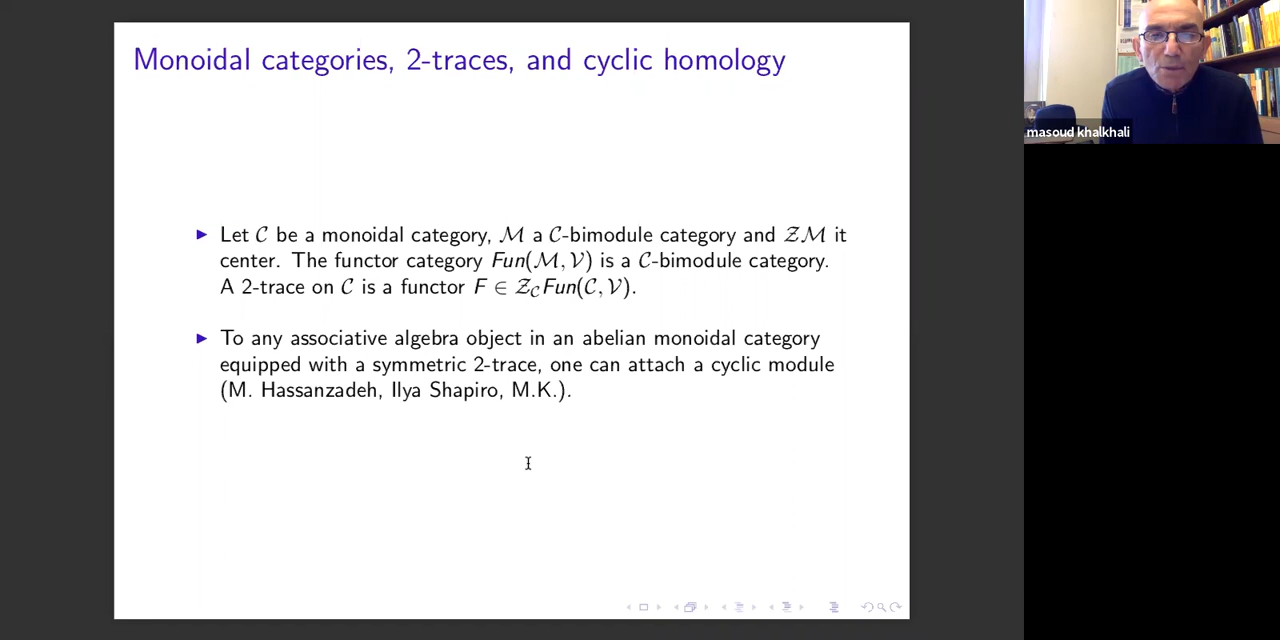 Monoidal categories, 2-traces, and cyclic homology
Let 𝒞 be a monoidal category, ℳ a 𝒞-bimodule category and 𝒵ℳ it
center. The functor category Fun(ℳ, 𝒱) is a 𝒞-bimodule category.
A 2-trace on 𝒞 is a functor F ∈ 𝒵_𝒞Fun(𝒞, 𝒱).
To any associative algebra object in an abelian monoidal category
equipped with a symmetric 2-trace, one can attach a cyclic module
(M. Hassanzadeh, Ilya Shapiro, M.K.).
masoud khalkhali